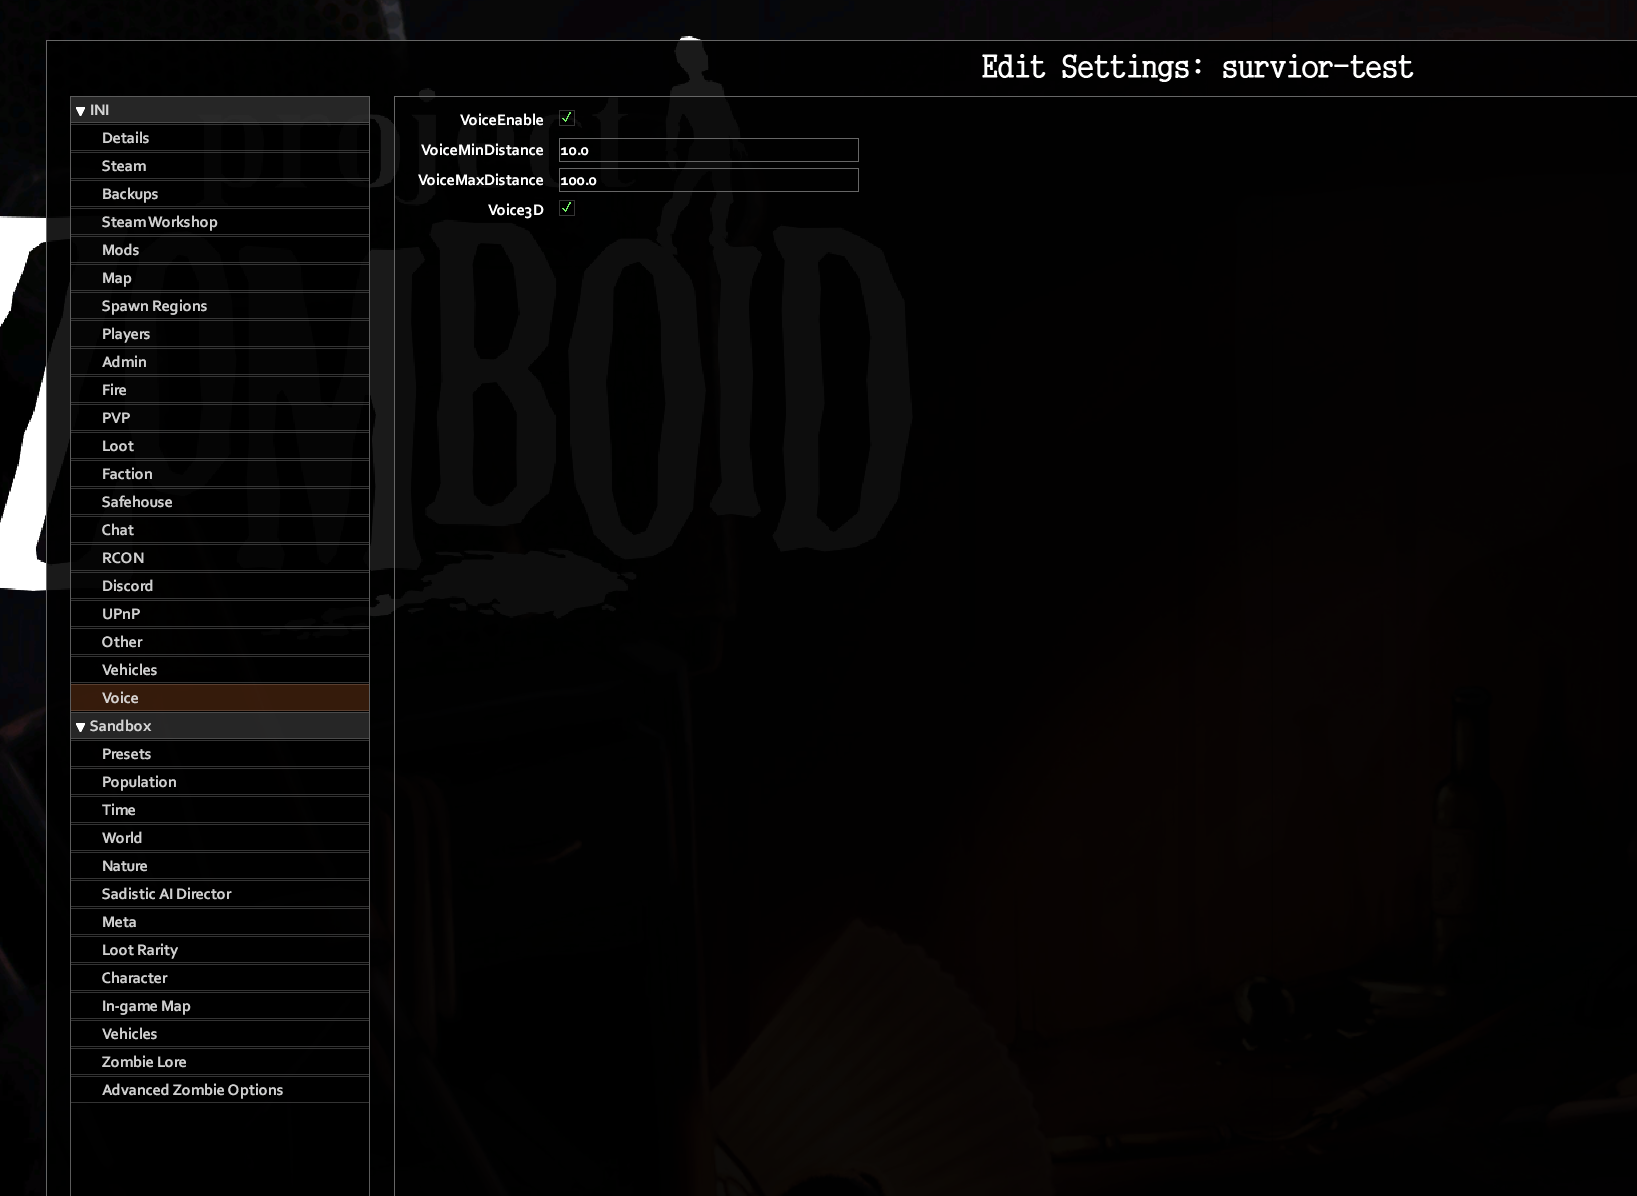 Edit Settings: survior-test
INI
Details
Steam
Backups
Steam Workshop
Mods
Map
Spawn Regions
Players
Admin
Fire
PVP
Loot
Faction
Safehouse
Chat
RCON
Discord
UPnP
Other
Vehicles
Voice
Sandbox
Presets
Population
Time
World
Nature
Sadistic AI Director
Meta
Loot Rarity
Character
In-game Map
Vehicles
Zombie Lore
Advanced Zombie Options
VoiceEnable
VoiceMinDistance 10.0
VoiceMaxDistance 100.0
Voice3D
project
ZOMBOID